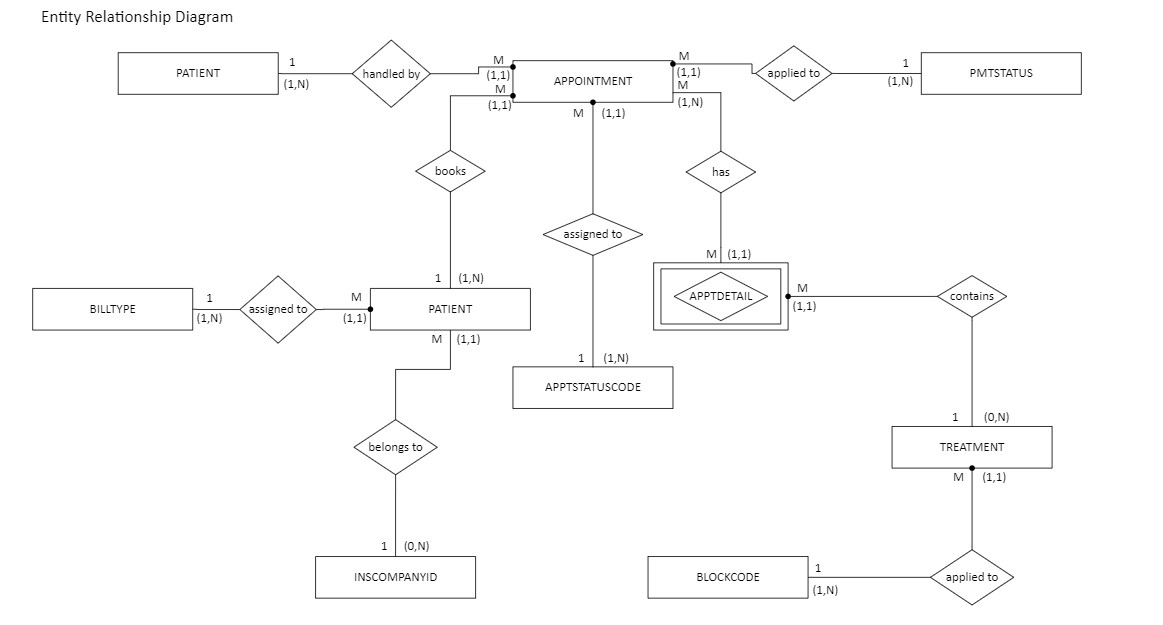 Entity Relationship Diagram
PATIENT
1
(1,N)
handled by
M
(1,1)
M
(1,1)
APPOINTMENT
M
(1,1)
M
(1,N)
applied to
1
(1,N)
PMTSTATUS
M
(1,1)
books
has
assigned to
M
(1,1)
1
(1,N)
BILLTYPE
1
(1,N)
assigned to
M
(1,1)
PATIENT
APPTDETAIL
M
(1,1)
contains
M
(1,1)
1
(1,N)
APPTSTATUSCODE
belongs to
1
(0,N)
TREATMENT
M
(1,1)
1
(0,N)
INSCOMPANYID
BLOCKCODE
1
(1,N)
applied to